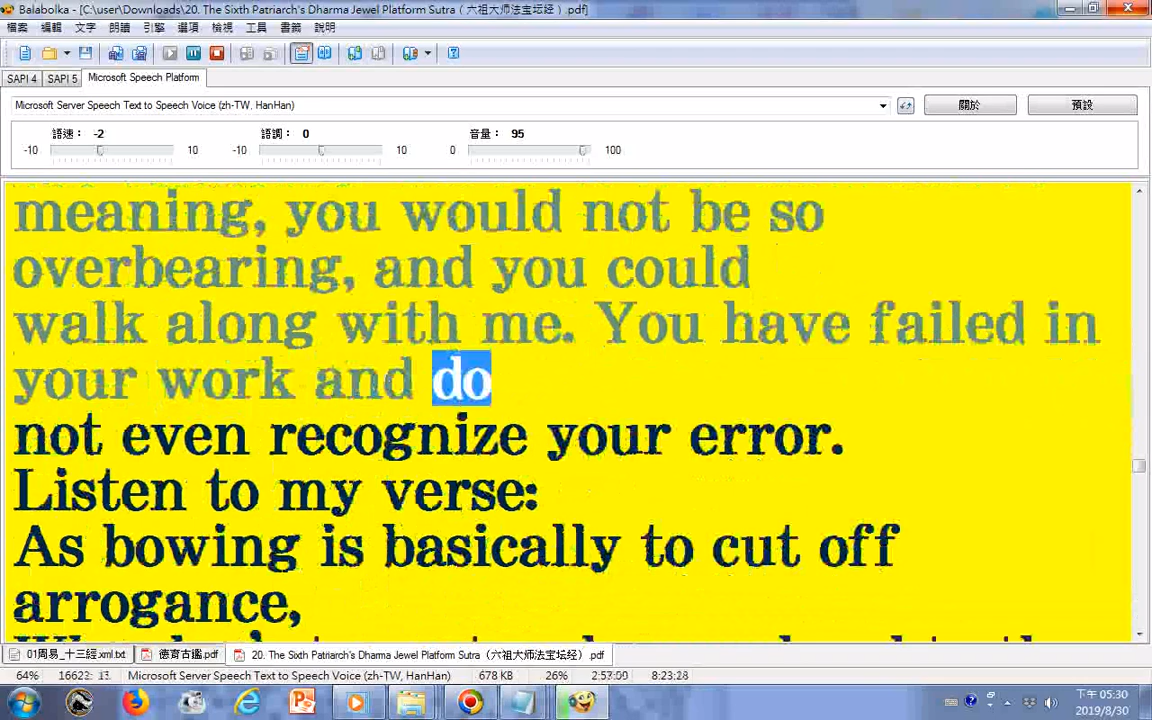 Balabolka - [C:\user\Downloads\20. The Sixth Patriarch's Dharma Jewel Platform Sutra（六祖大师法宝坛经）.pdf]
檔案 編輯 文字 朗讀 引擎 選項 檢視 工具 書籤 說明
SAPI 4 SAPI 5 Microsoft Speech Platform
Microsoft Server Speech Text to Speech Voice (zh-TW, HanHan) 關於 預設
語速： -2 語調： 0 音量： 95
-10 10 -10 10 0 100
meaning, you would not be so
overbearing, and you could
walk along with me. You have failed in
your work and do
not even recognize your error.
Listen to my verse:
As bowing is basically to cut off
arrogance,
01周易_十三經.xml.txt 德育古鑑.pdf 20. The Sixth Patriarch's Dharma Jewel Platform Sutra（六祖大师法宝坛经）.pdf
64% 16622: 13 Microsoft Server Speech Text to Speech Voice (zh-TW, HanHan) 678 KB 26% 2:57:00 8:23:28
下午 05:30
2019/8/30